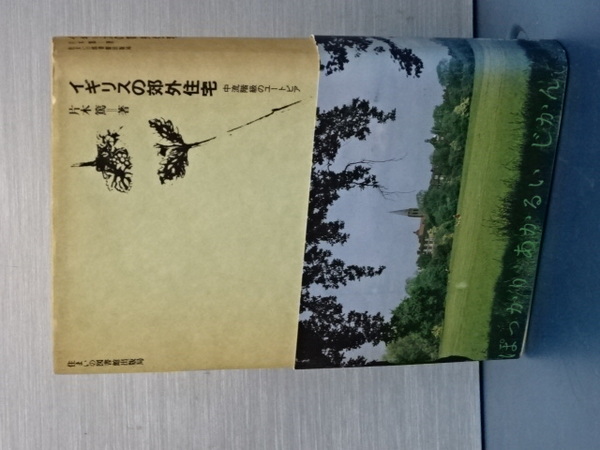 イギリスの郊外住宅
中流階級のユートピア
片木篤＝著
住まいの図書館出版局
ぽっかりあかるい じかん